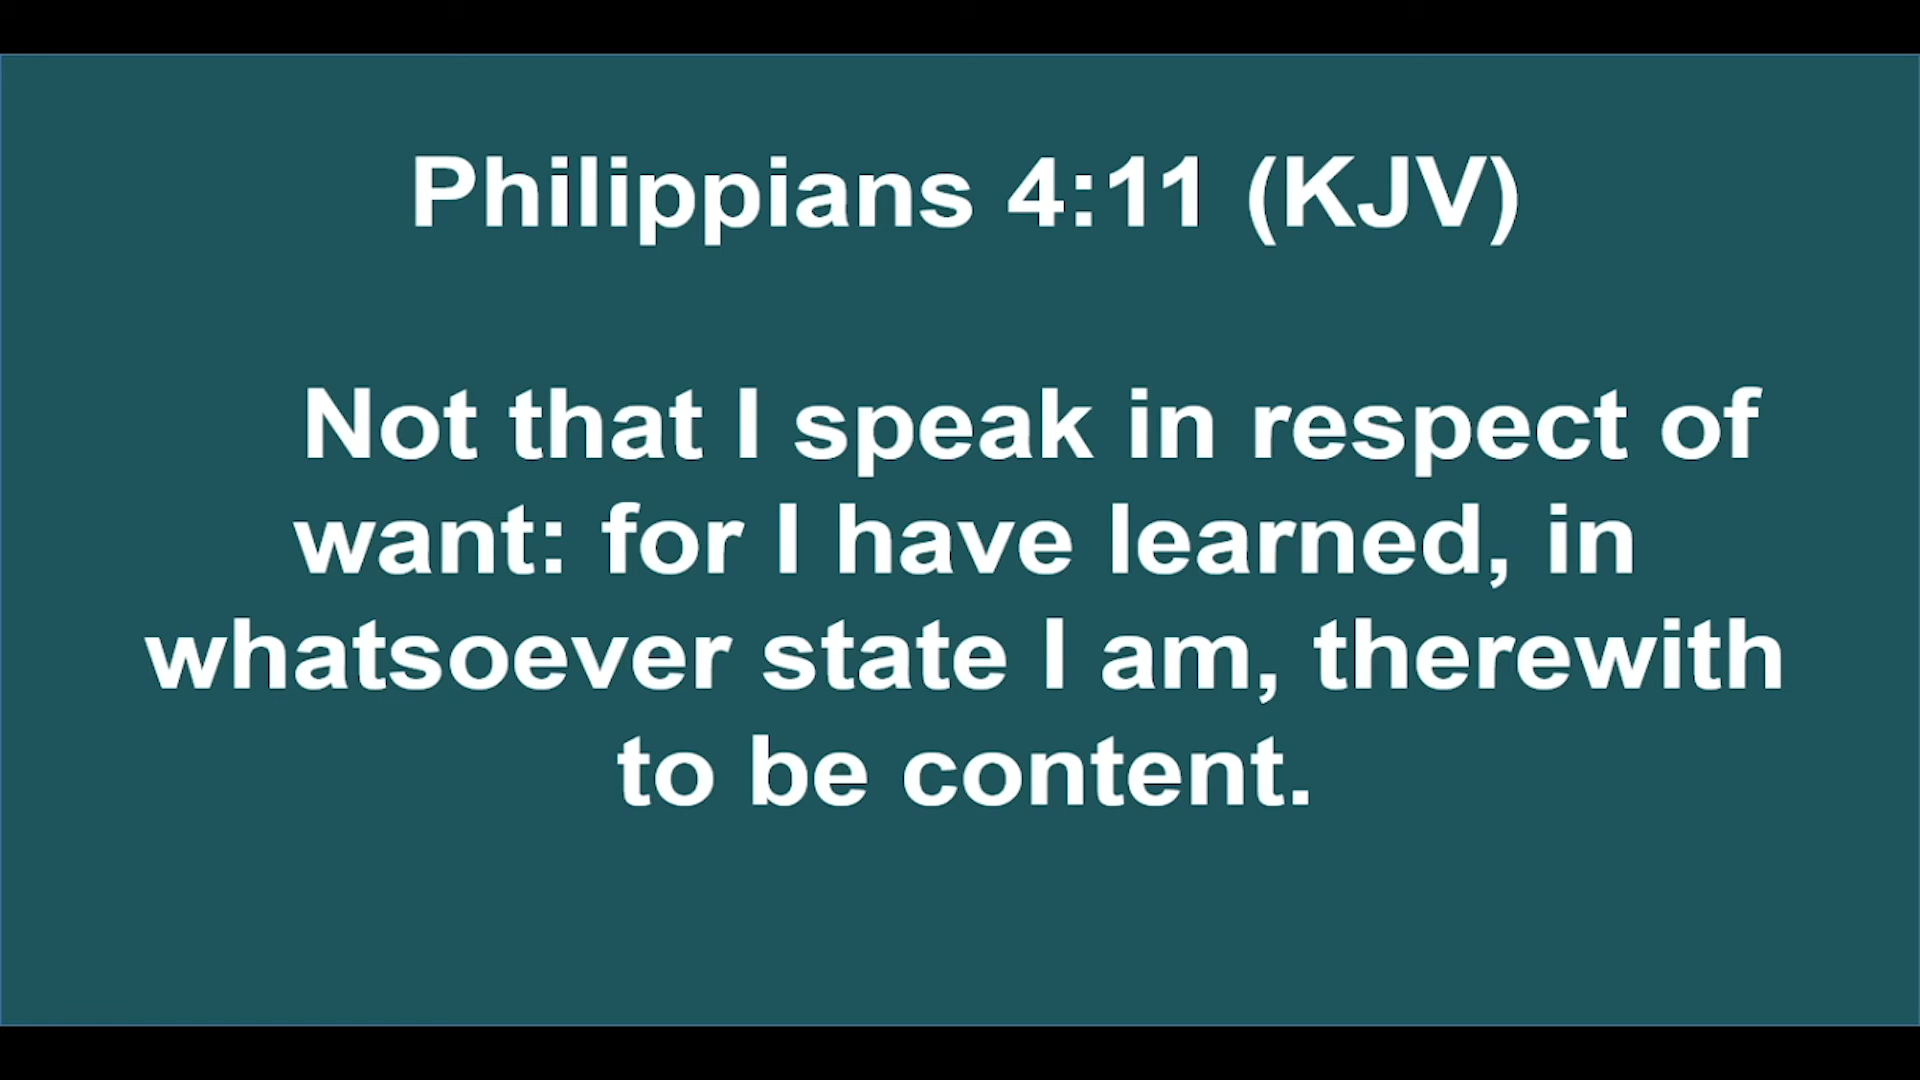 Philippians 4:11 (KJV)
Not that I speak in respect of
want: for I have learned, in
whatsoever state I am, therewith
to be content.